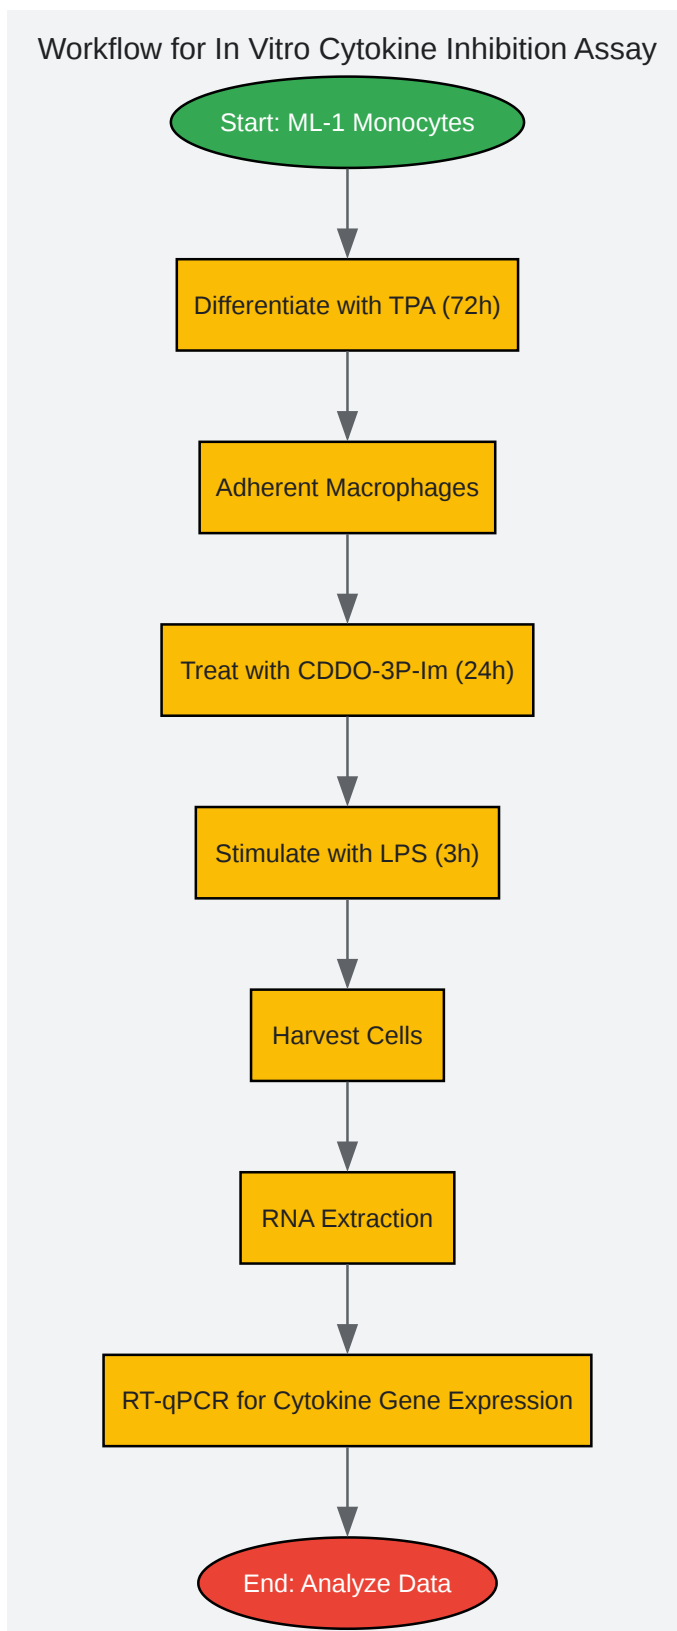 Workflow for In Vitro Cytokine Inhibition Assay
Start: ML-1 Monocytes
Differentiate with TPA (72h)
Adherent Macrophages
Treat with CDDO-3P-Im (24h)
Stimulate with LPS (3h)
Harvest Cells
RNA Extraction
RT-qPCR for Cytokine Gene Expression
End: Analyze Data